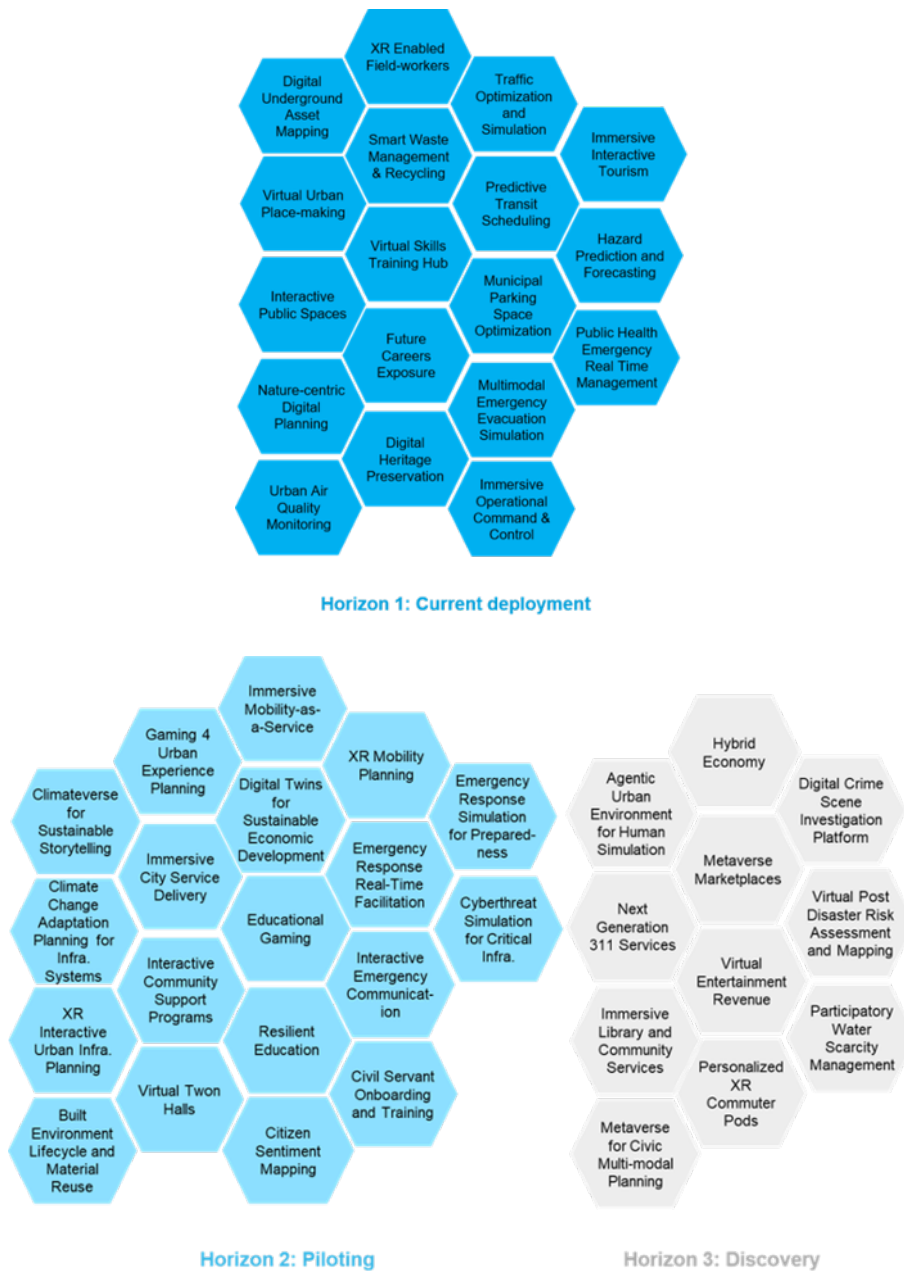 XR Enabled
Field-workers
Digital
Underground
Asset
Mapping
Traffic
Optimization
and
Simulation
Smart Waste
Management
& Recycling
Immersive
Interactive
Tourism
Virtual Urban
Place-making
Predictive
Transit
Scheduling
Virtual Skills
Training Hub
Hazard
Prediction and
Forecasting
Interactive
Public Spaces
Municipal
Parking
Space
Optimization
Future
Careers
Exposure
Public Health
Emergency
Real Time
Management
Nature-centric
Digital
Planning
Multimodal
Emergency
Evacuation
Simulation
Digital
Heritage
Preservation
Urban Air
Quality
Monitoring
Immersive
Operational
Command &
Control
Horizon 1: Current deployment
Immersive
Mobility-as-
a-Service
Gaming 4
Urban
Experience
Planning
XR Mobility
Planning
Climateverse
for
Sustainable
Storytelling
Digital Twins
for
Sustainable
Economic
Development
Emergency
Response
Simulation
for Prepared-
ness
Immersive
City Service
Delivery
Emergency
Response
Real-Time
Facilitation
Climate
Change
Adaptation
Planning for
Infra.
Systems
Educational
Gaming
Cyberthreat
Simulation
for Critical
Infra.
Interactive
Community
Support
Programs
Interactive
Emergency
Communicat-
ion
XR
Interactive
Urban Infra.
Planning
Resilient
Education
Virtual Twon
Halls
Civil Servant
Onboarding
and Training
Built
Environment
Lifecycle and
Material
Reuse
Citizen
Sentiment
Mapping
Horizon 2: Piloting
Hybrid
Economy
Agentic
Urban
Environment
for Human
Simulation
Digital Crime
Scene
Investigation
Platform
Metaverse
Marketplaces
Next
Generation
311 Services
Virtual Post
Disaster Risk
Assessment
and Mapping
Virtual
Entertainment
Revenue
Immersive
Library and
Community
Services
Participatory
Water
Scarcity
Management
Personalized
XR
Commuter
Pods
Metaverse
for Civic
Multi-modal
Planning
Horizon 3: Discovery